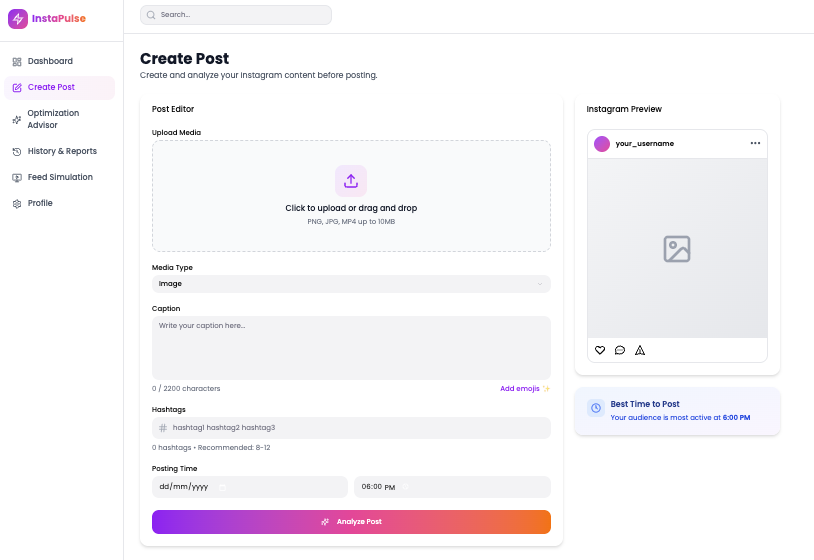 InstaPulse
Search...
Dashboard
Create Post
Optimization
Advisor
History & Reports
Feed Simulation
Profile
Create Post
Create and analyze your instagram content before posting.
Post Editor
Upload Media
Click to upload or drag and drop
PNG, JPG, MP4 up to 10MB
Media Type
Image
Caption
Write your caption here...
0 / 2200 characters
Add emojis ✨
Hashtags
# hashtag1 hashtag2 hashtag3
0 hashtags • Recommended: 8-12
Posting Time
dd/mm/yyyy
06:00 PM
Analyze Post
Instagram Preview
your_username
Best Time to Post
Your audience is most active at 6:00 PM